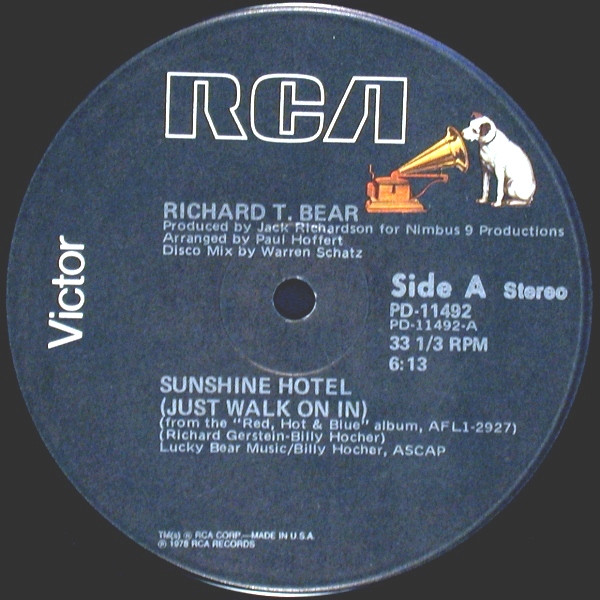 RCA
Victor
RICHARD T. BEAR
Produced by Jack Richardson for Nimbus 9 Productions
Arranged by Paul Hoffert
Disco Mix by Warren Schatz
Side A Stereo
PD-11492
PD-11492-A
33 1/3 RPM
6:13
SUNSHINE HOTEL
(JUST WALK ON IN)
(from the "Red, Hot & Blue" album, AFL1-2927)
(Richard Gerstein-Billy Hocher)
Lucky Bear Music/Billy Hocher, ASCAP
TM(s) ® RCA CORP.—MADE IN U.S.A.
℗ 1978 RCA RECORDS